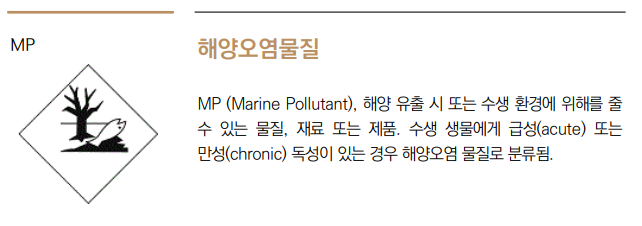 MP
해양오염물질
MP (Marine Pollutant), 해양 유출 시 또는 수생 환경에 위해를 줄
수 있는 물질, 재료 또는 제품. 수생 생물에게 급성(acute) 또는
만성(chronic) 독성이 있는 경우 해양오염 물질로 분류됨.